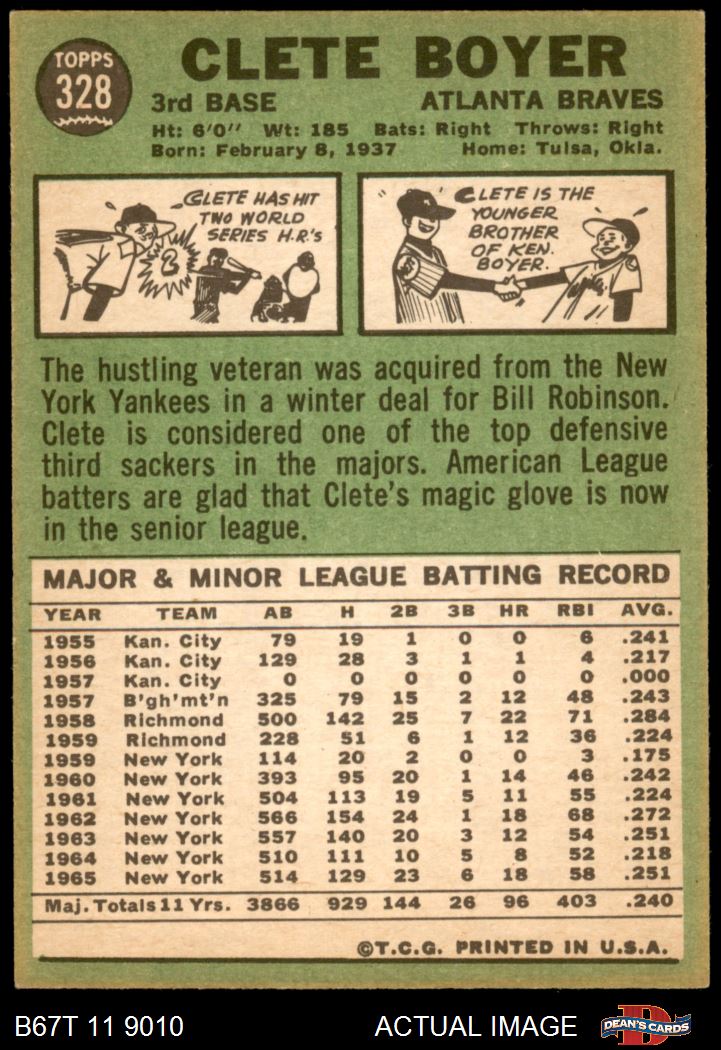 TOPPS
328
CLETE BOYER
3rd BASE ATLANTA BRAVES
Ht: 6'0" Wt: 185 Bats: Right Throws: Right
Born: February 8, 1937 Home: Tulsa, Okla.
CLETE HAS HIT
TWO WORLD
SERIES H.R.'s
2
CLETE IS THE
YOUNGER
BROTHER
OF KEN
BOYER.
The hustling veteran was acquired from the New
York Yankees in a winter deal for Bill Robinson.
Clete is considered one of the top defensive
third sackers in the majors. American League
batters are glad that Clete's magic glove is now
in the senior league.
MAJOR & MINOR LEAGUE BATTING RECORD
YEAR TEAM AB H 2B 3B HR RBI AVG.
1955 Kan. City 79 19 1 0 0 6 .241
1956 Kan. City 129 28 3 1 1 4 .217
1957 Kan. City 0 0 0 0 0 0 .000
1957 B'gh'mt'n 325 79 15 2 12 48 .243
1958 Richmond 500 142 25 7 22 71 .284
1959 Richmond 228 51 6 1 12 36 .224
1959 New York 114 20 2 0 0 3 .175
1960 New York 393 95 20 1 14 46 .242
1961 New York 504 113 19 5 11 55 .224
1962 New York 566 154 24 1 18 68 .272
1963 New York 557 140 20 3 12 54 .251
1964 New York 510 111 10 5 8 52 .218
1965 New York 514 129 23 6 18 58 .251
Maj. Totals 11 Yrs. 3866 929 144 26 96 403 .240
©T.C.G. PRINTED IN U.S.A.
B67T 11 9010 ACTUAL IMAGE
DEAN'S CARDS